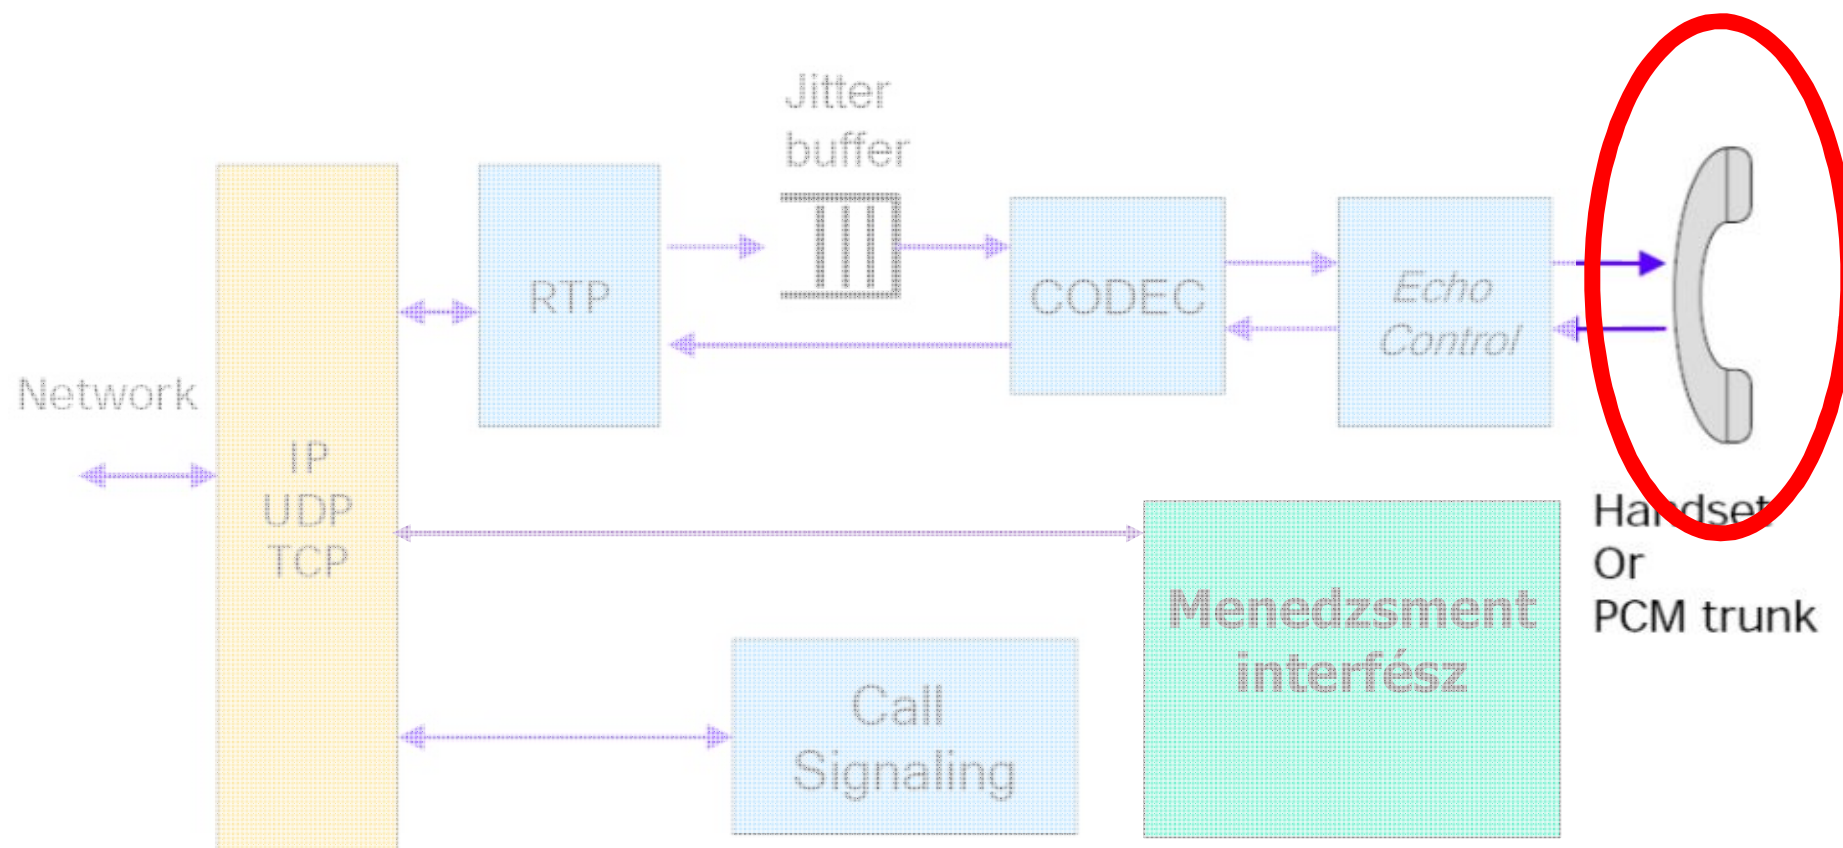 Jitter
buffer
RTP
CODEC
Echo
Control
Network
IP
UDP
TCP
Handset
Or
PCM trunk
Menedzsment
interfész
Call
Signaling